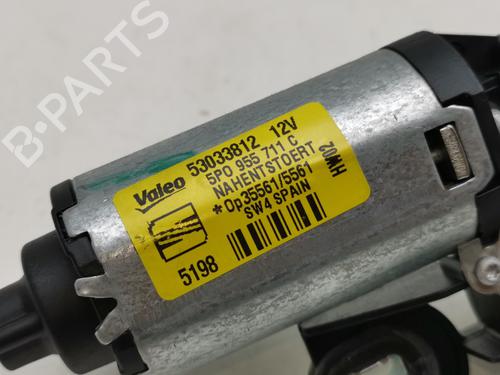 Valeo 53033812 12V
5P0 955 711 C
NAHENTSTOERT HW02
*Op35561/5561
SW4 SPAIN
5198
B-PARTS